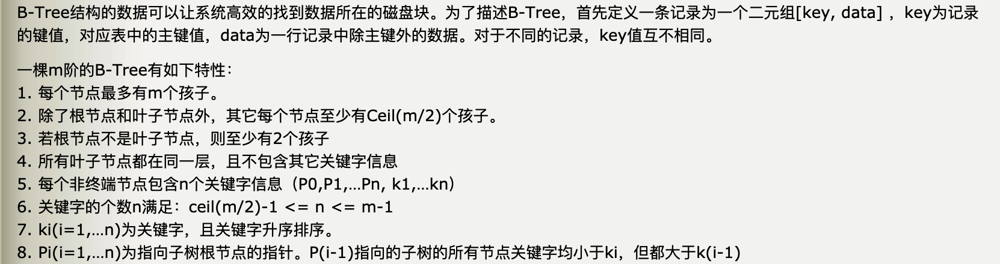 B-Tree结构的数据可以让系统高效的找到数据所在的磁盘块。为了描述B-Tree，首先定义一条记录为一个二元组[key, data] ，key为记录
的键值，对应表中的主键值，data为一行记录中除主键外的数据。对于不同的记录，key值互不相同。
一棵m阶的B-Tree有如下特性：
1. 每个节点最多有m个孩子。
2. 除了根节点和叶子节点外，其它每个节点至少有Ceil(m/2)个孩子。
3. 若根节点不是叶子节点，则至少有2个孩子
4. 所有叶子节点都在同一层，且不包含其它关键字信息
5. 每个非终端节点包含n个关键字信息（P0,P1,…Pn, k1,…kn）
6. 关键字的个数n满足：ceil(m/2)-1 <= n <= m-1
7. ki(i=1,…n)为关键字，且关键字升序排序。
8. Pi(i=1,…n)为指向子树根节点的指针。P(i-1)指向的子树的所有节点关键字均小于ki，但都大于k(i-1)